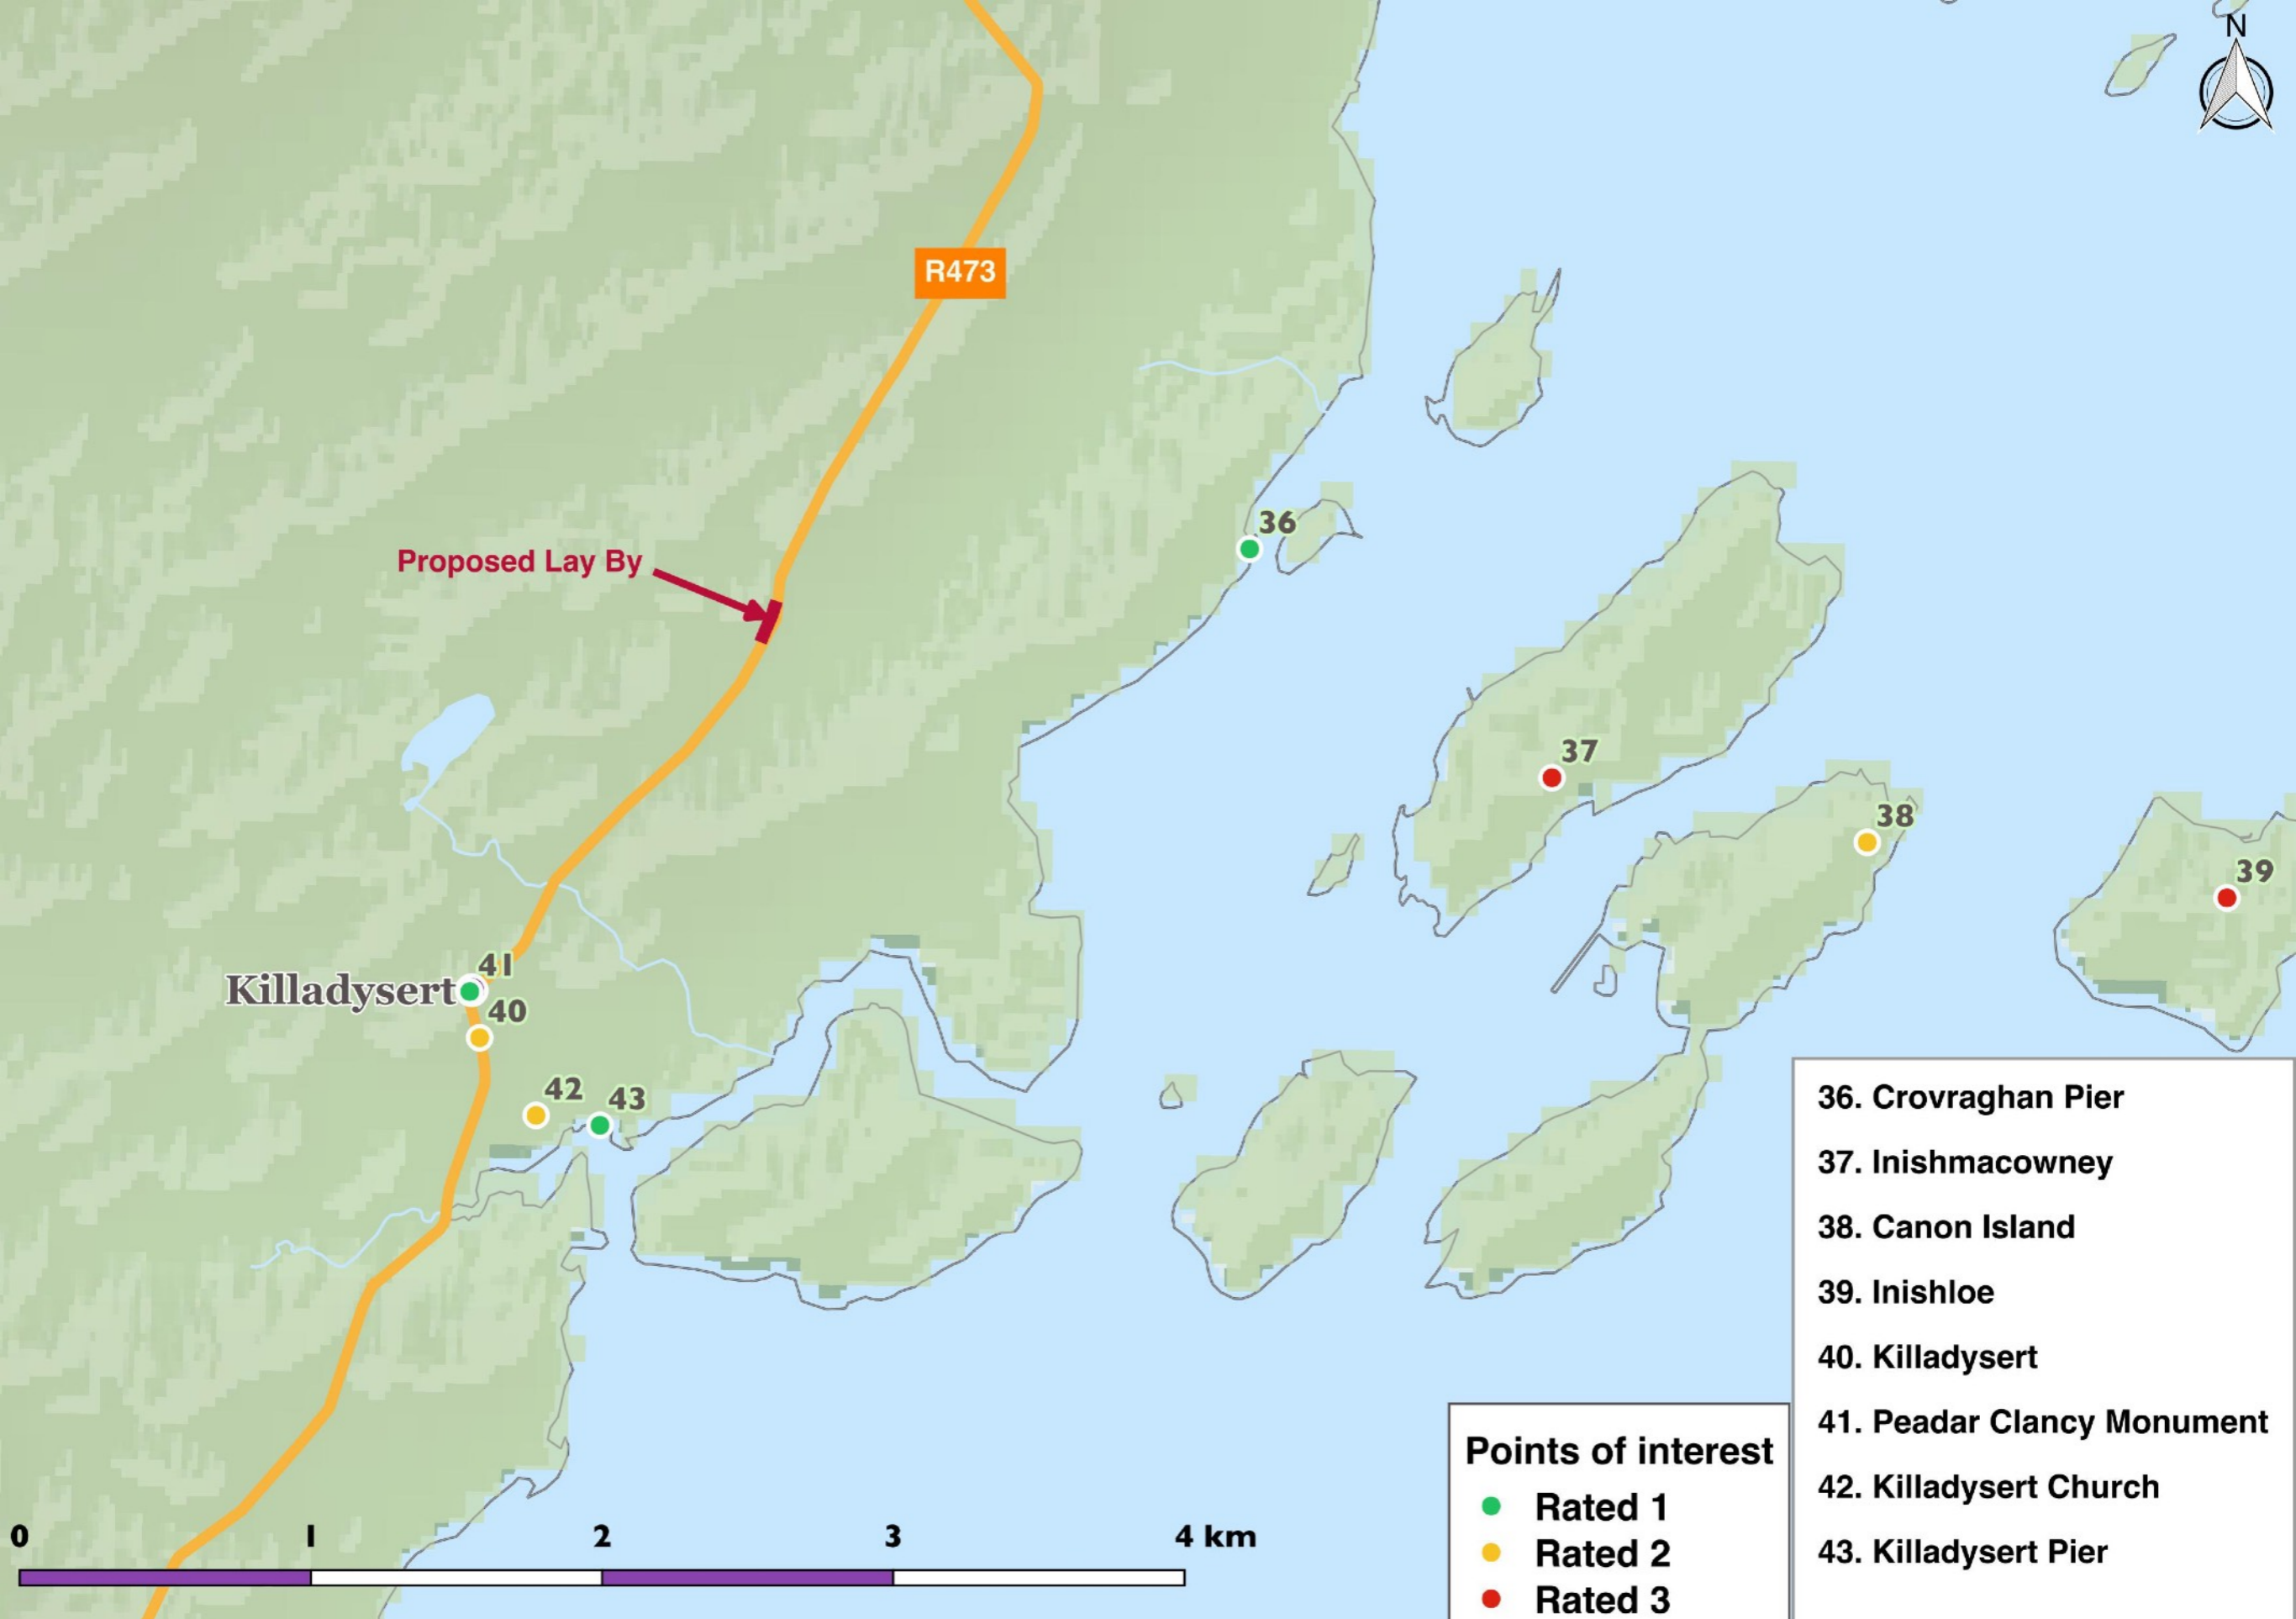 N
R473
36
Proposed Lay By
37
38
39
41
Killadysert
40
42
43
36. Crovraghan Pier
37. Inishmacowney
38. Canon Island
39. Inishloe
40. Killadysert
41. Peadar Clancy Monument
42. Killadysert Church
43. Killadysert Pier
Points of interest
Rated 1
Rated 2
Rated 3
0 1 2 3 4 km